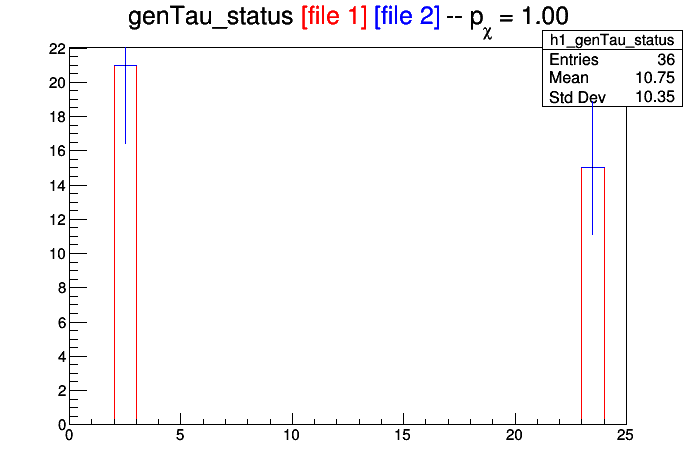 genTau_status [file 1] [file 2] -- pχ = 1.00
h1_genTau_status
Entries 36
Mean 10.75
Std Dev 10.35
22
20
18
16
14
12
10
8
6
4
2
0
0 5 10 15 20 25